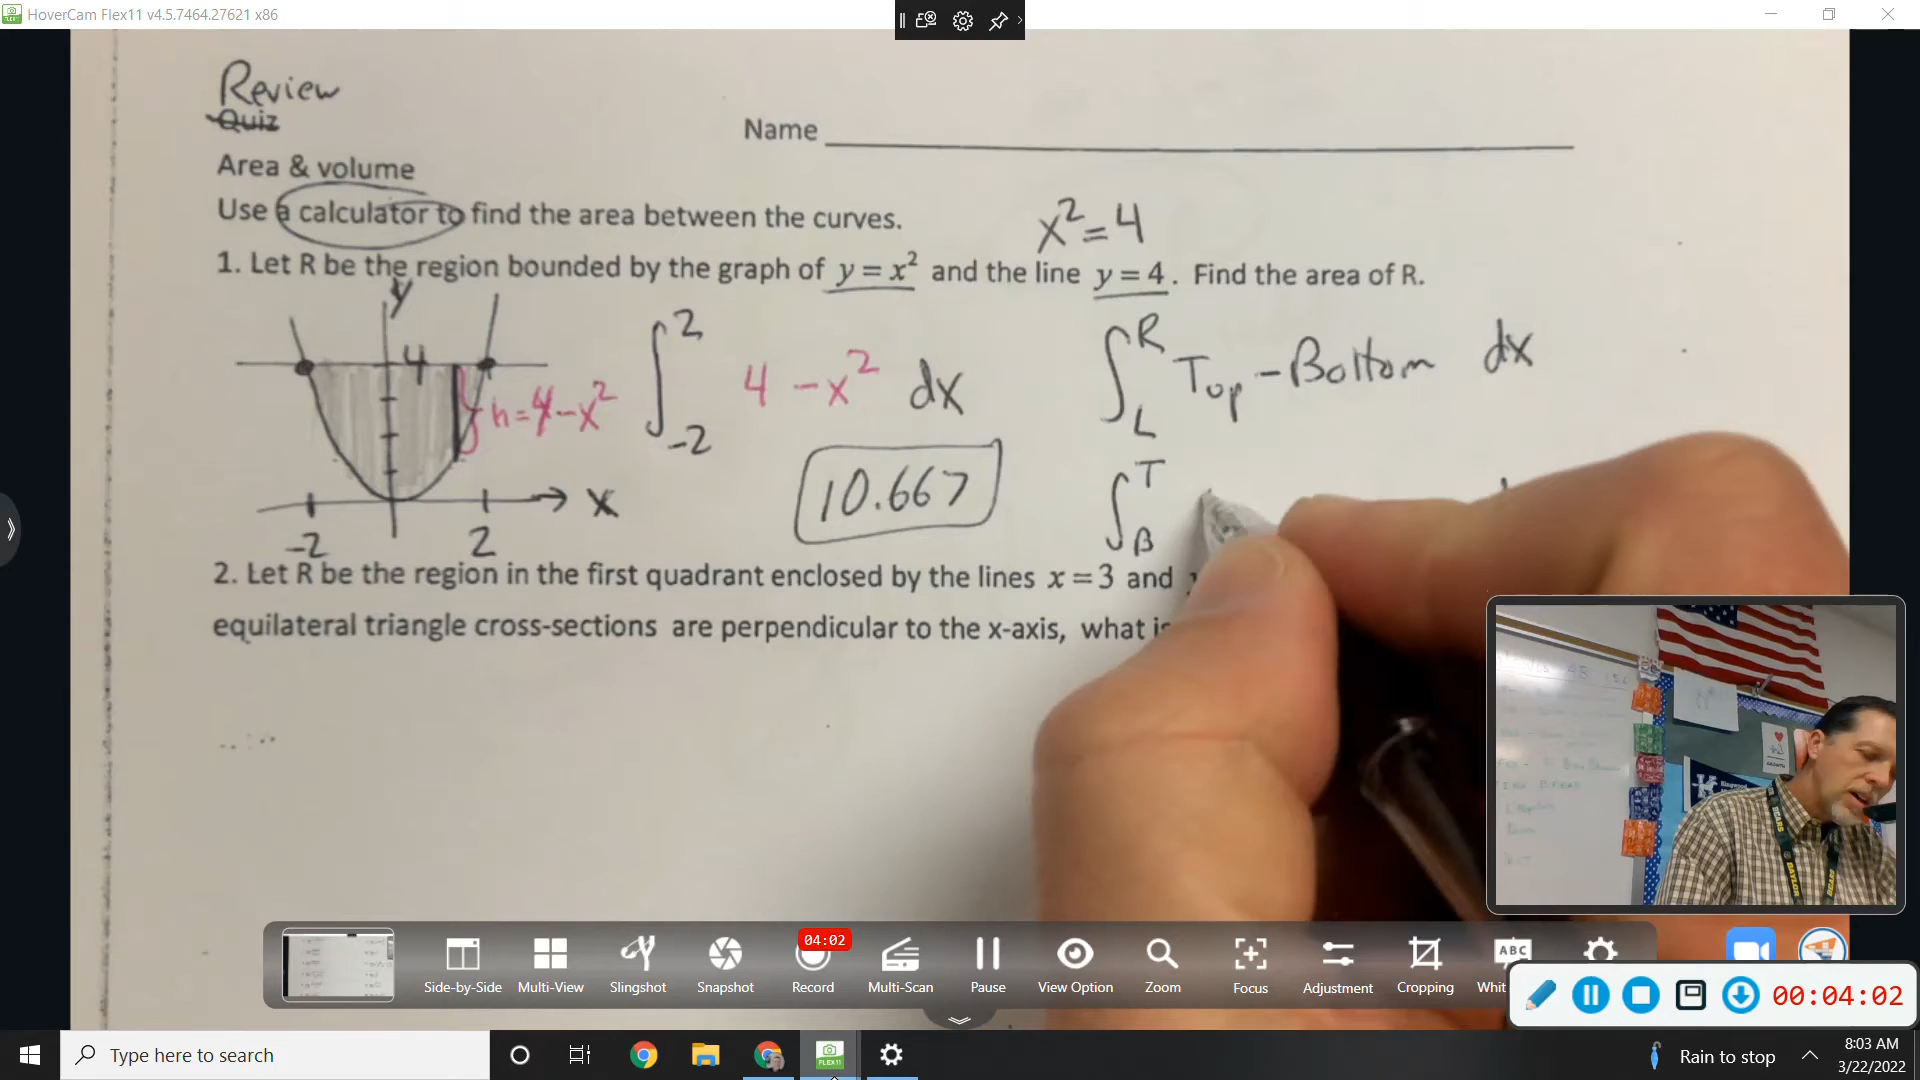 HoverCam Flex11 v4.5.7464.27621 x86
Review
Quiz
Name
Area & volume
Use a calculator to find the area between the curves.
x² = 4
1. Let R be the region bounded by the graph of y = x² and the line y = 4. Find the area of R.
y
4
h = 4 - x²
∫ 2 -2 4 - x² dx
∫ R L Top - Bottom dx
10.667
∫ T B
-2 2 x
2. Let R be the region in the first quadrant enclosed by the lines x = 3 and
equilateral triangle cross-sections are perpendicular to the x-axis, what is
04:02
Side-by-Side Multi-View Slingshot Snapshot Record Multi-Scan Pause View Option Zoom Focus Adjustment Cropping Whit
ABC
00:04:02
Type here to search
FLEX11
Rain to stop
8:03 AM
3/22/2022